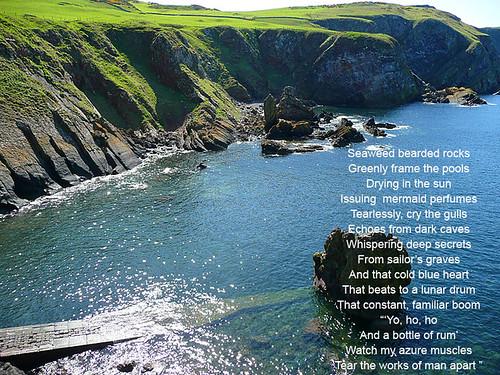 Seaweed bearded rocks
Greenly frame the pools
Drying in the sun
Issuing  mermaid perfumes
Tearlessly, cry the gulls
Echoes from dark caves
Whispering deep secrets
From sailor's graves
And that cold blue heart
That beats to a lunar drum
That constant, familiar boom
“‘Yo, ho, ho
And a bottle of rum’
Watch my azure muscles
Tear the works of man apart ”